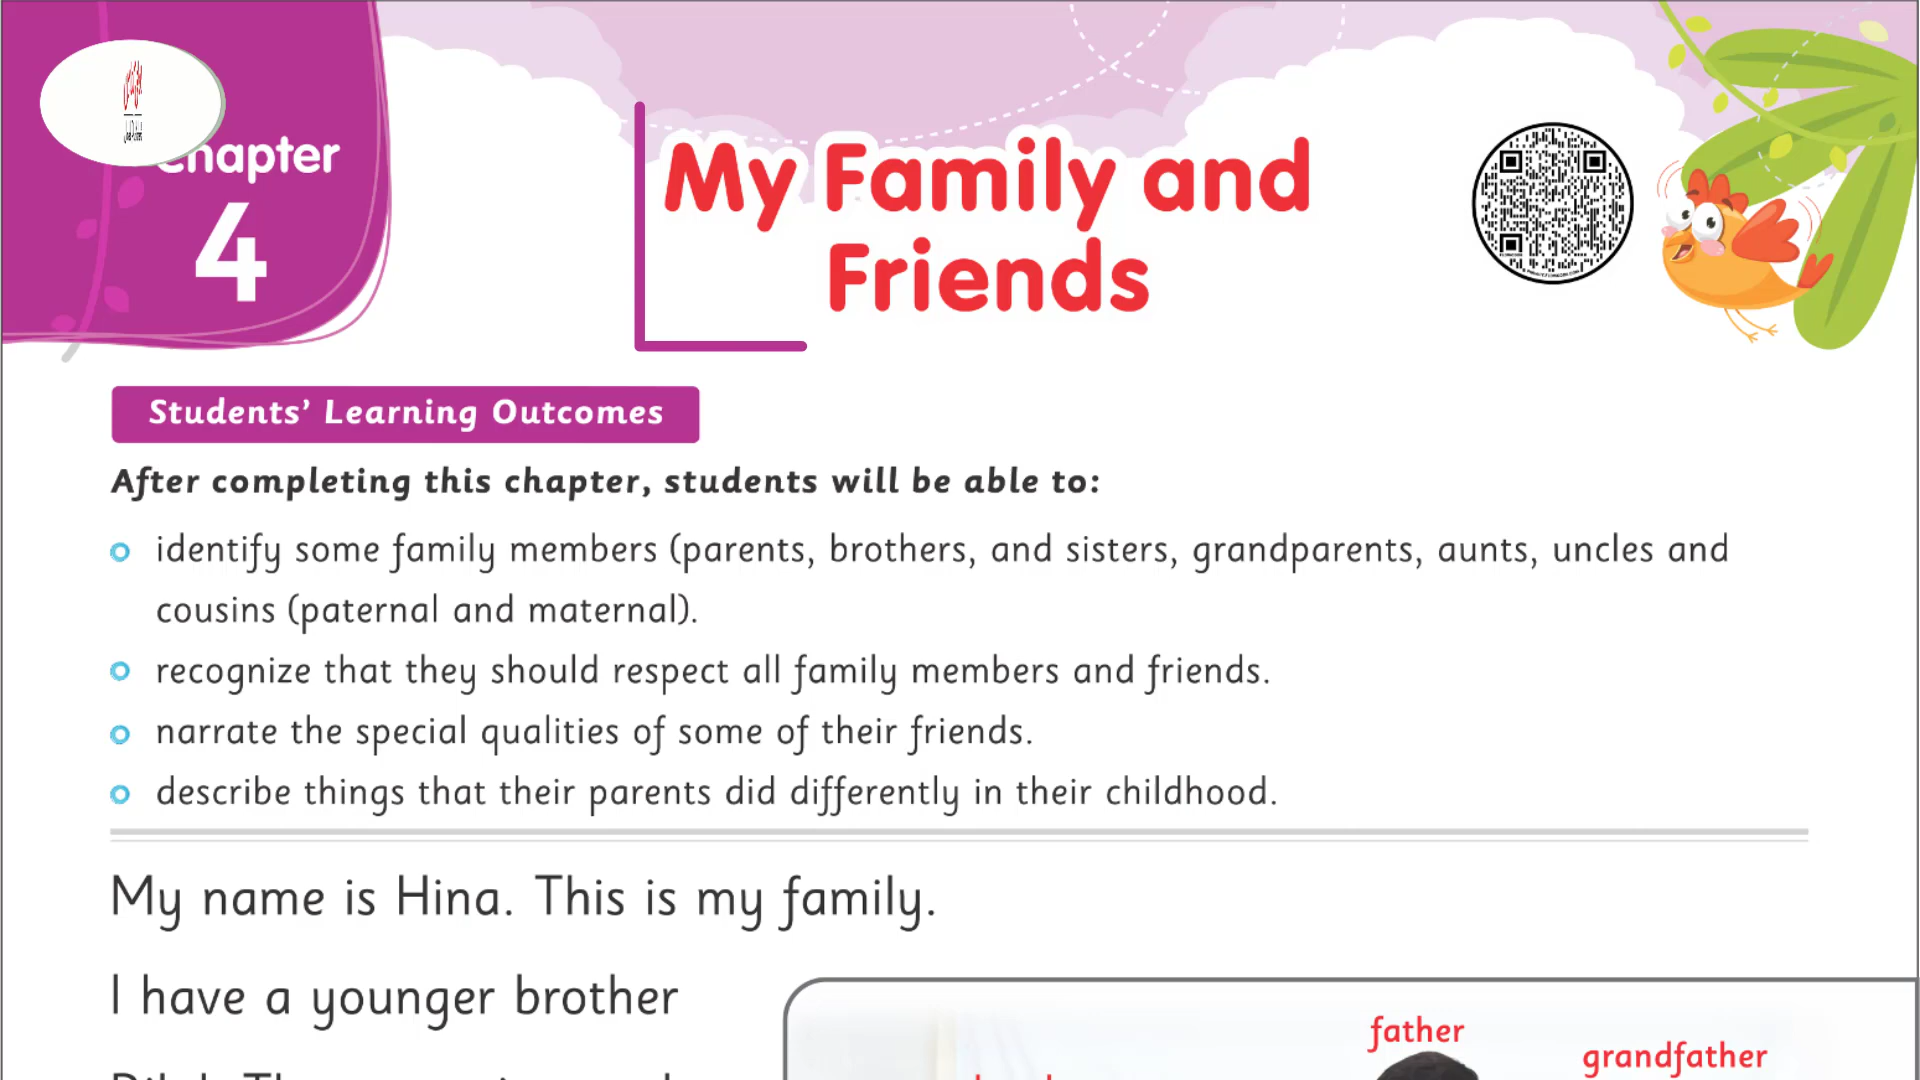 Chapter
4
My Family and
Friends
Students’ Learning Outcomes
After completing this chapter, students will be able to:
identify some family members (parents, brothers, and sisters, grandparents, aunts, uncles and
cousins (paternal and maternal).
recognize that they should respect all family members and friends.
narrate the special qualities of some of their friends.
describe things that their parents did differently in their childhood.
My name is Hina. This is my family.
I have a younger brother
father
grandfather